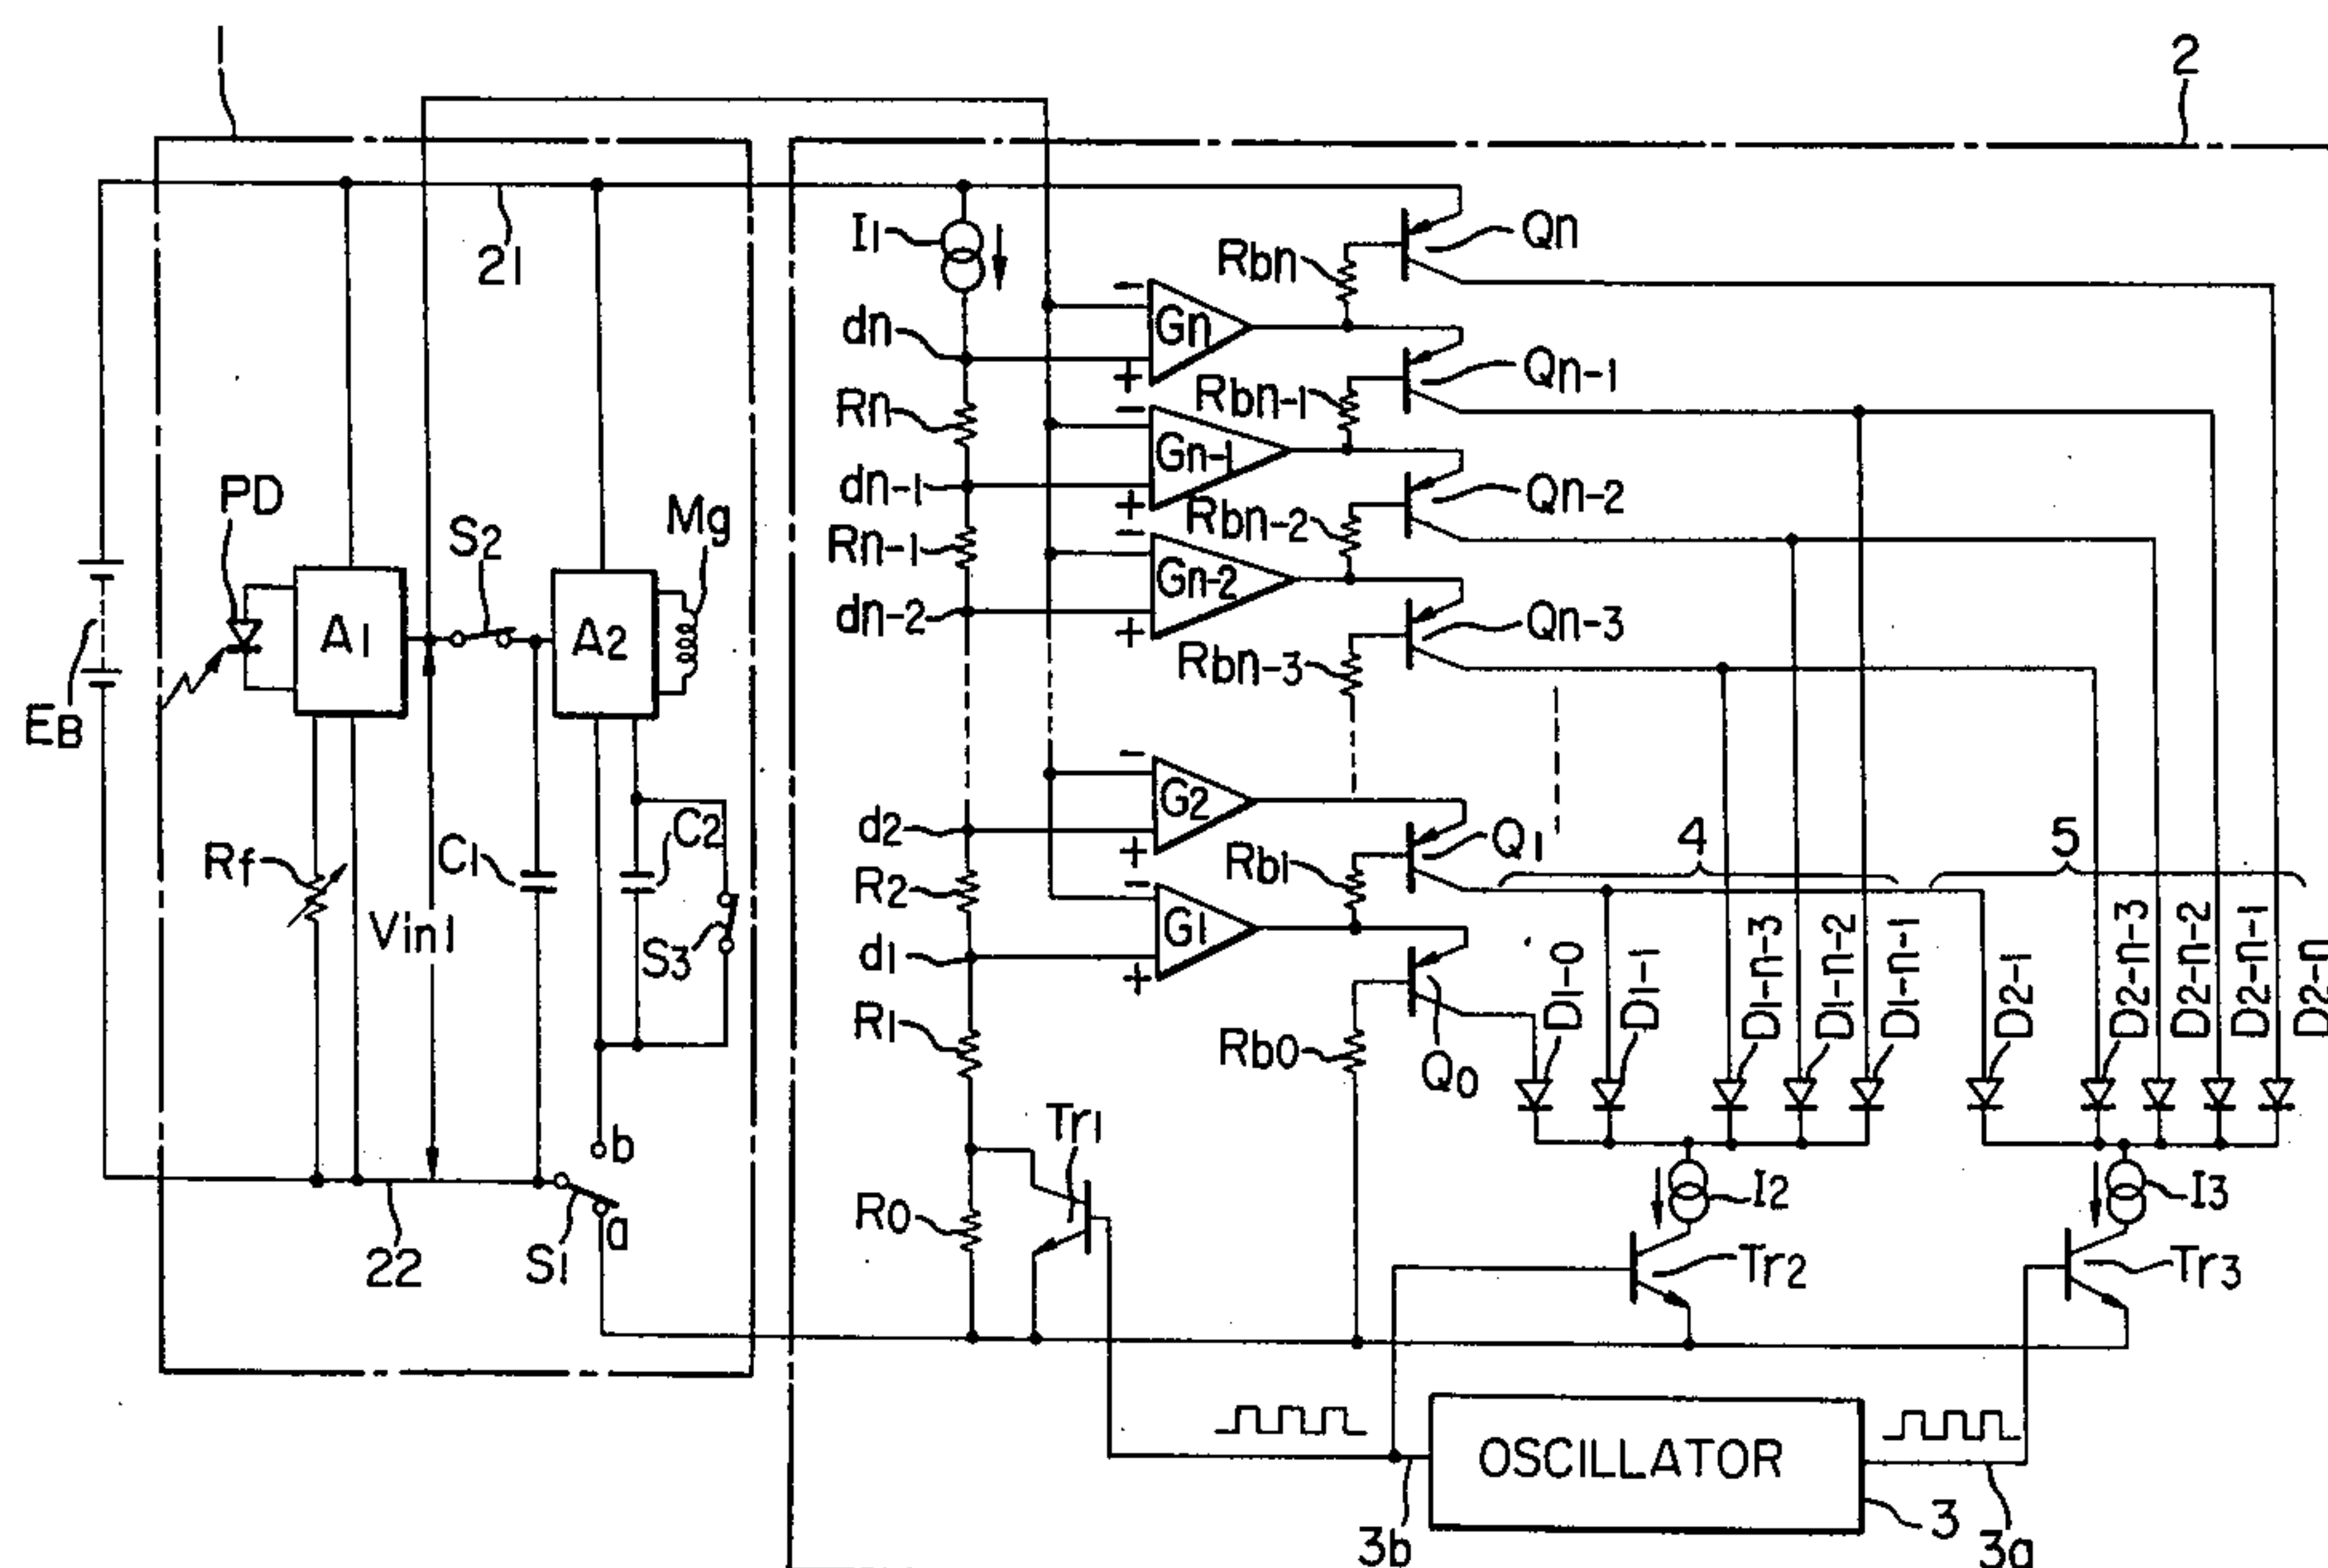 1
2
21
I1
Qn
Rbn
dn
Gn
-
+
Qn-1
Rbn-1
Rn
-
Gn-1
+
dn-1
Qn-2
Rbn-2
PD
S2
Mg
Rn-1
-
Gn-2
+
dn-2
Qn-3
Rbn-3
A1
A2
EB
-
G2
+
d2
Q1
4
5
C1
C2
Rf
R2
Rb1
-
G1
+
Vin1
S3
d1
D1-0
D1-1
D1-n-3
D1-n-2
D1-n-1
D2-1
D2-n-3
D2-n-2
D2-n-1
D2-n
R1
Rb0
Q0
Tr1
b
a
S1
22
R0
I2
I3
Tr2
Tr3
OSCILLATOR
3b
3
3a